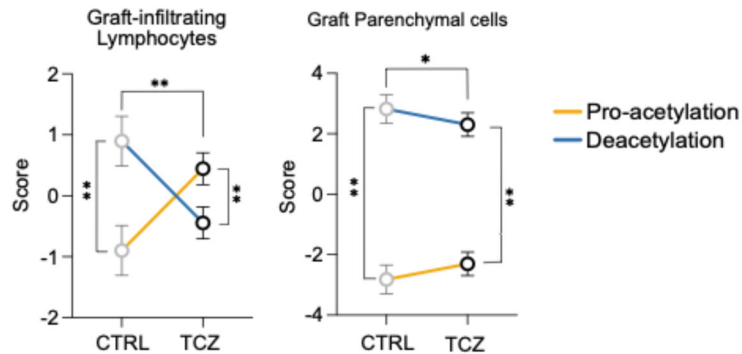 Graft-infiltrating
Lymphocytes
**
2
1
0
-1
-2
Score
**
**
CTRL
TCZ
Graft Parenchymal cells
*
4
2
0
-2
-4
Score
**
**
CTRL
TCZ
Pro-acetylation
Deacetylation